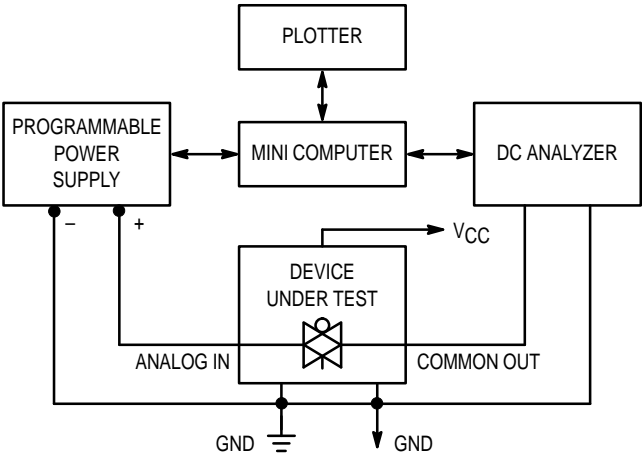 PLOTTER
PROGRAMMABLE
POWER
SUPPLY
MINI COMPUTER
DC ANALYZER
– +
VCC
DEVICE
UNDER TEST
ANALOG IN
COMMON OUT
GND
GND